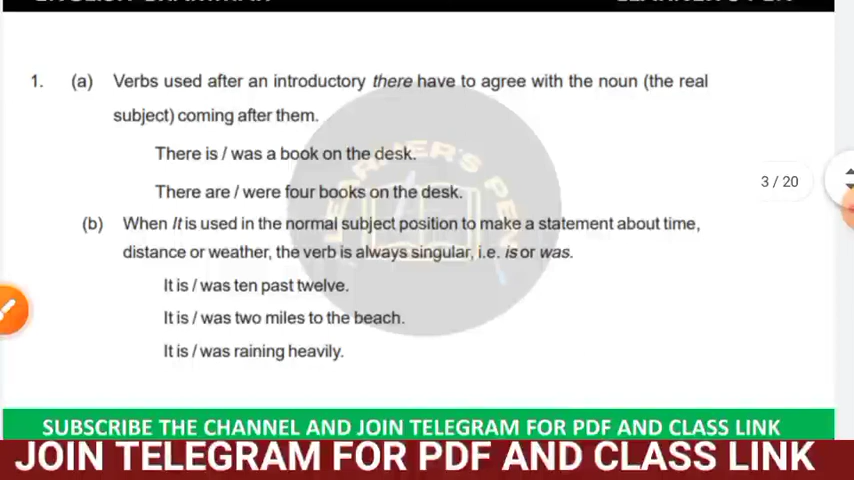 1. (a) Verbs used after an introductory there have to agree with the noun (the real
subject) coming after them.
There is / was a book on the desk.
3 / 20
There are / were four books on the desk.
(b) When It is used in the normal subject position to make a statement about time,
distance or weather, the verb is always singular, i.e. is or was.
It is / was ten past twelve.
It is / was two miles to the beach.
It is / was raining heavily.
LEARNER'S PEN
SUBSCRIBE THE CHANNEL AND JOIN TELEGRAM FOR PDF AND CLASS LINK
JOIN TELEGRAM FOR PDF AND CLASS LINK